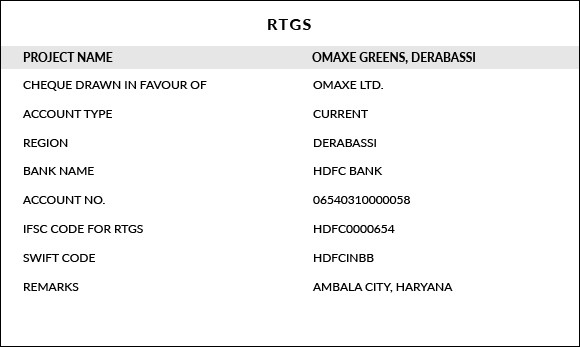 RTGS
PROJECT NAME OMAXE GREENS, DERABASSI
CHEQUE DRAWN IN FAVOUR OF OMAXE LTD.
ACCOUNT TYPE CURRENT
REGION DERABASSI
BANK NAME HDFC BANK
ACCOUNT NO. 06540310000058
IFSC CODE FOR RTGS HDFC0000654
SWIFT CODE HDFCINBB
REMARKS AMBALA CITY, HARYANA